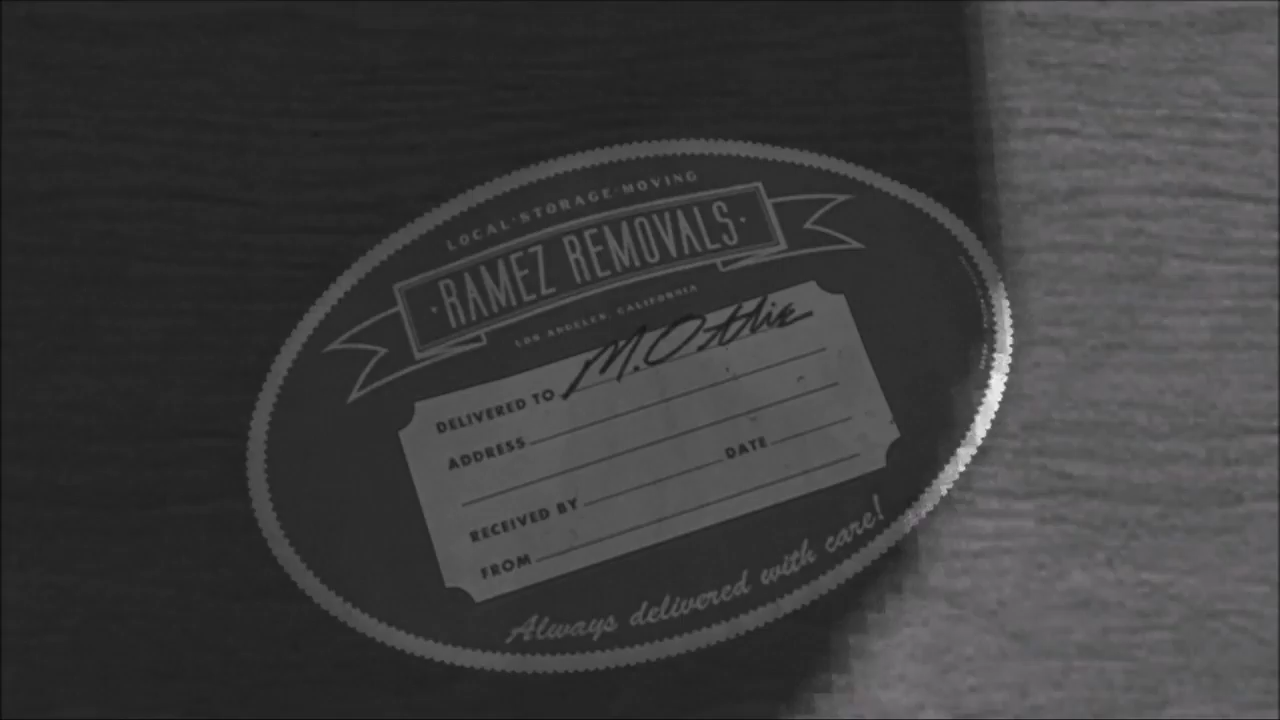 LOCAL·STORAGE·MOVING
·RAMEZ REMOVALS·
LOS ANGELES, CALIFORNIA
DELIVERED TO M. Ostlie
ADDRESS
RECEIVED BY DATE
FROM
Always delivered with care!